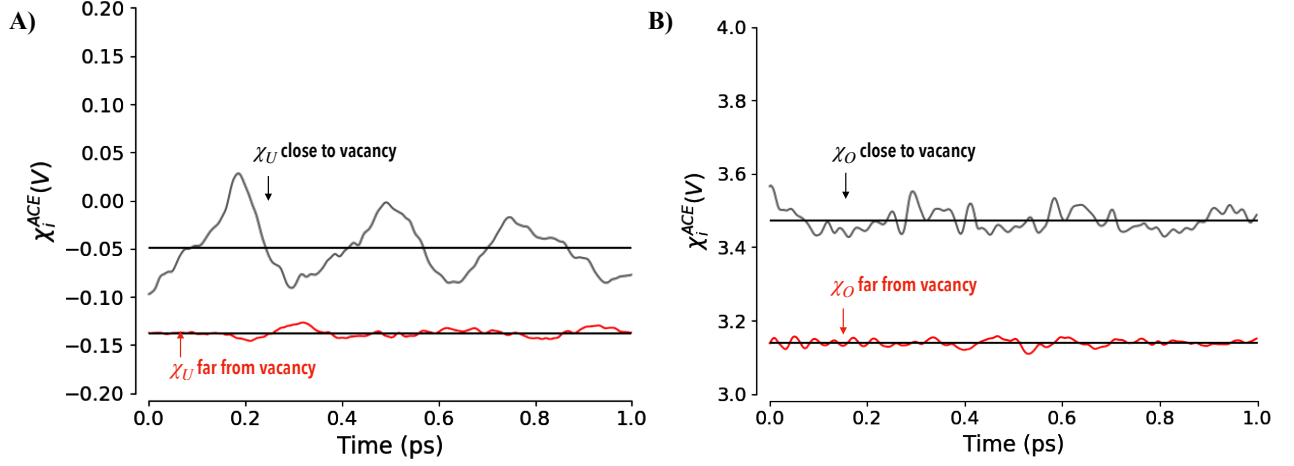 A)
0.20
0.15
0.10
0.05
0.00
−0.05
−0.10
−0.15
−0.20
χ_i^{ACE}(V)
χ_U close to vacancy
χ_U far from vacancy
0.0 0.2 0.4 0.6 0.8 1.0
Time (ps)
B)
4.0
3.8
3.6
3.4
3.2
3.0
χ_i^{ACE}(V)
χ_O close to vacancy
χ_O far from vacancy
0.0 0.2 0.4 0.6 0.8 1.0
Time (ps)